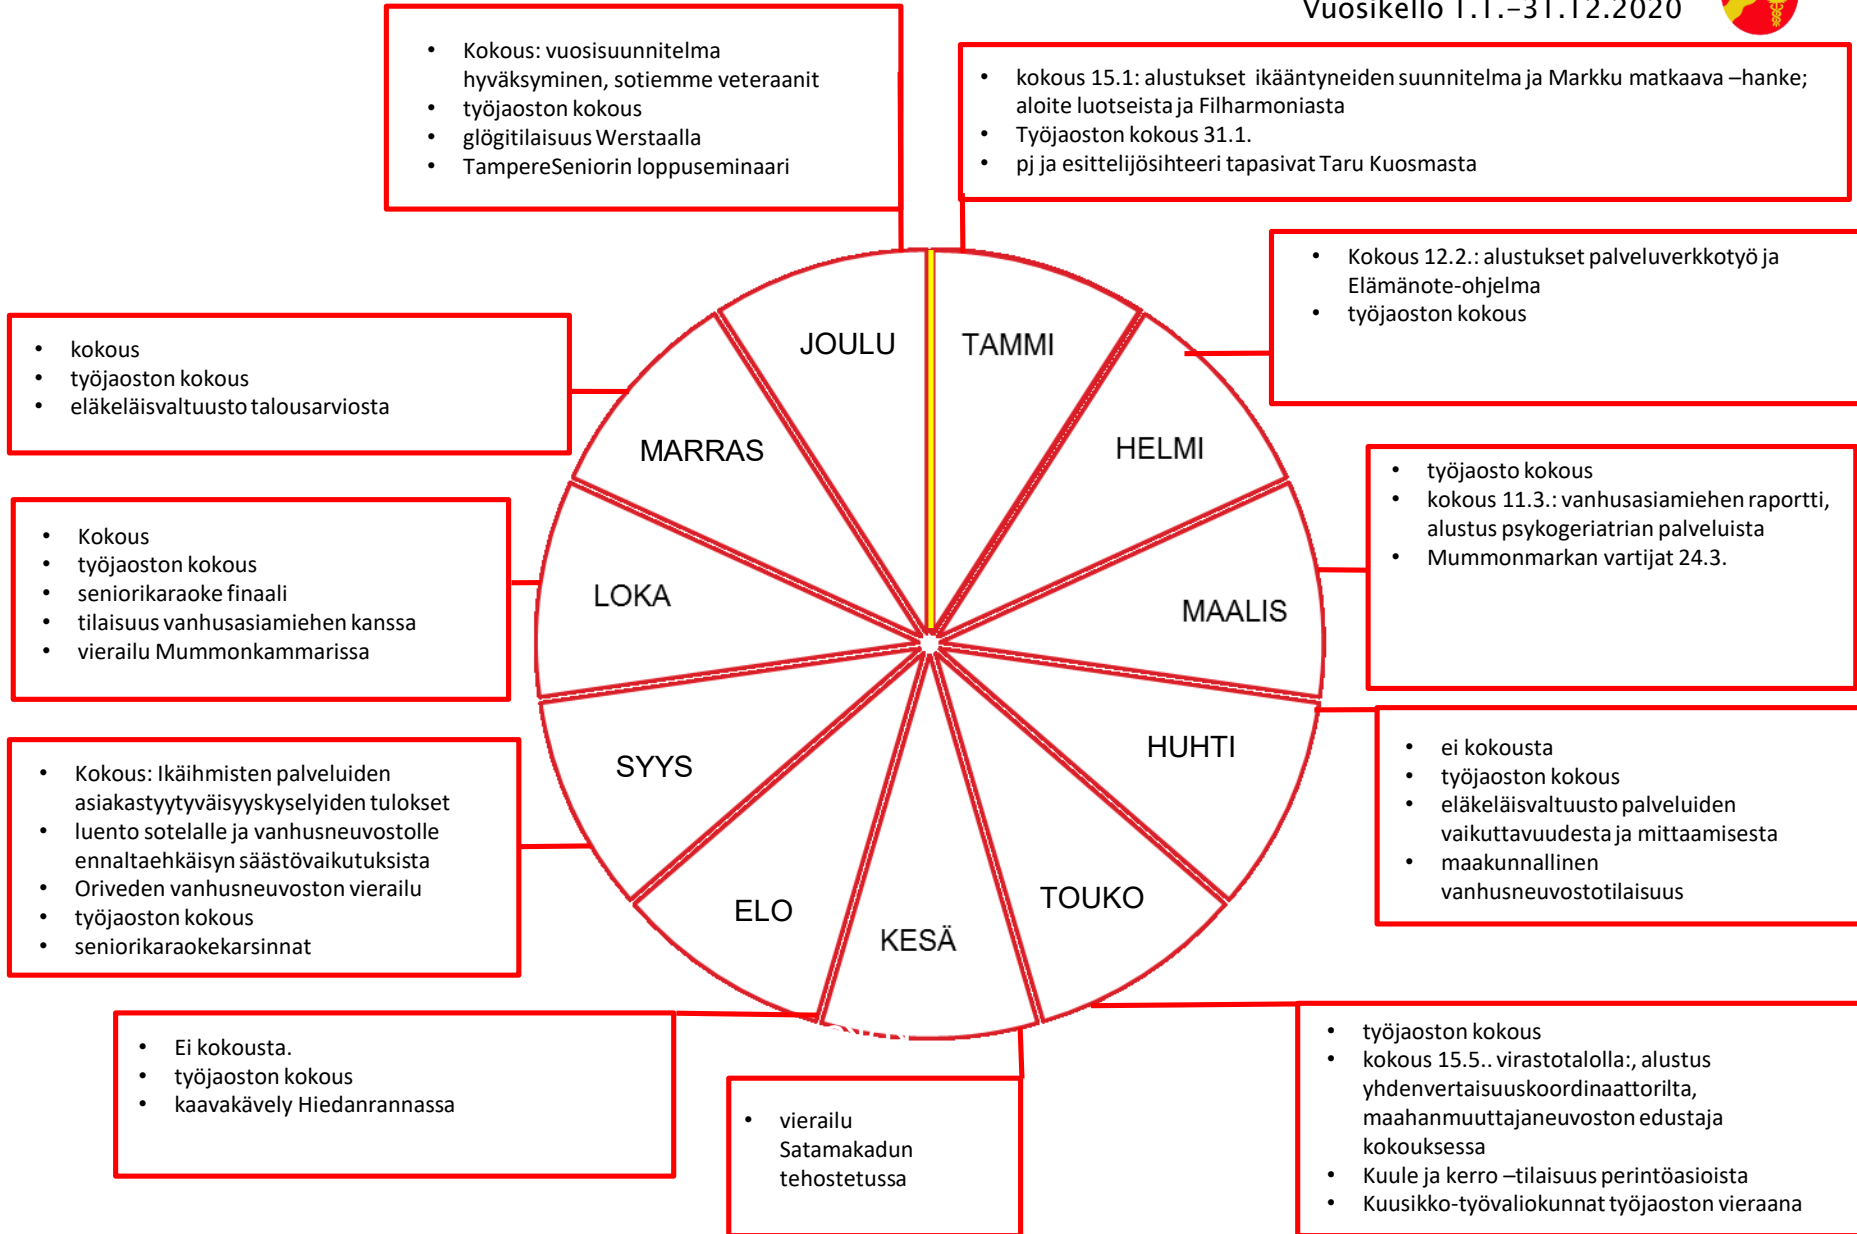 Vuosikello 1.1.–31.12.2020
• Kokous: vuosisuunnitelma
hyväksyminen, sotiemme veteraanit
• työjaoston kokous
• glögitilaisuus Werstaalla
• TampereSeniorin loppuseminaari
• kokous 15.1: alustukset ikääntyneiden suunnitelma ja Markku matkaava –hanke;
aloite luotseista ja Filharmoniasta
• Työjaoston kokous 31.1.
• pj ja esittelijösihteeri tapasivat Taru Kuosmasta
• Kokous 12.2.: alustukset palveluverkkotyö ja
Elämänote-ohjelma
• työjaoston kokous
• työjaosto kokous
• kokous 11.3.: vanhusasiamiehen raportti,
alustus psykogeriatrian palveluista
• Mummonmarkan vartijat 24.3.
• ei kokousta
• työjaoston kokous
• eläkeläisvaltuusto palveluiden
vaikuttavuudesta ja mittaamisesta
• maakunnallinen
vanhusneuvostotilaisuus
• työjaoston kokous
• kokous 15.5.. virastotalolla:, alustus
yhdenvertaisuuskoordinaattorilta,
maahanmuuttajaneuvoston edustaja
kokouksessa
• Kuule ja kerro –tilaisuus perintöasioista
• Kuusikko-työvaliokunnat työjaoston vieraana
• vierailu
Satamakadun
tehostetussa
• Ei kokousta.
• työjaoston kokous
• kaavakävely Hiedanrannassa
• Kokous: Ikäihmisten palveluiden
asiakastyytyväisyyskyselyiden tulokset
• luento sotelalle ja vanhusneuvostolle
ennaltaehkäisyn säästövaikutuksista
• Oriveden vanhusneuvoston vierailu
• työjaoston kokous
• seniorikaraokekarsinnat
• Kokous
• työjaoston kokous
• seniorikaraoke finaali
• tilaisuus vanhusasiamiehen kanssa
• vierailu Mummonkammarissa
• kokous
• työjaoston kokous
• eläkeläisvaltuusto talousarviosta
TAMMI
HELMI
MAALIS
HUHTI
TOUKO
KESÄ
ELO
SYYS
LOKA
MARRAS
JOULU